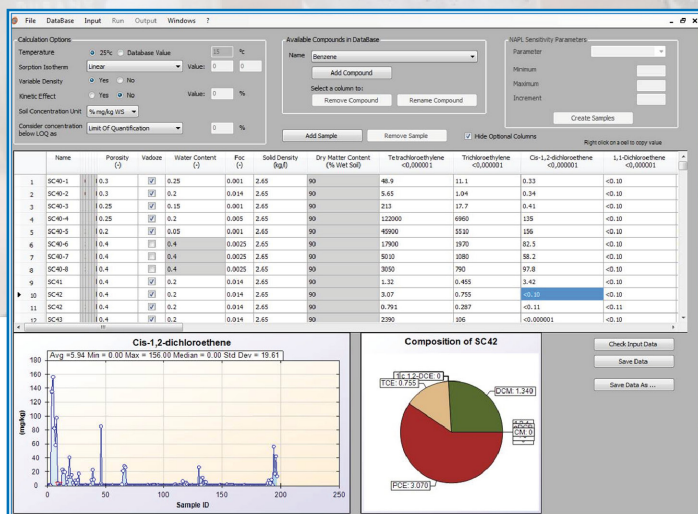 File DataBase Input Run Output Windows ?
Calculation Options
Temperature 25°c Database Value 15 °c
Sorption Isotherm Linear Value: 0 0
Variable Density Yes No
Kinetic Effect Yes No Value: 0 %
Soil Concentration Unit % mg/kg WS
Consider concentration below LOQ as Limit Of Quantification 0 %
Available Compounds in DataBase
Name Benzene
Add Compound
Select a column to:
Remove Compound Rename Compound
NAPL Sensitivity Parameters
Parameter
Minimum
Maximum
Increment
Create Samples
Add Sample Remove Sample Hide Optional Columns
Right click on a cell to copy value
Name Porosity (-) Vadoze Water Content (-) Foc (-) Solid Density (kg/l) Dry Matter Content (% Wet Soil) Tetrachloroethylene <0,000001 Trichloroethylene <0,000001 Cis-1,2-dichloroethene <0,000001 1,1-Dichloroethene <0,000001
1 SC40-1 0.3 0.25 0.001 2.65 90 48.9 11.1 0.33 <0.10
2 SC40-2 0.3 0.2 0.014 2.65 90 5.65 1.04 0.34 <0.10
3 SC40-3 0.25 0.15 0.001 2.65 90 213 17.7 0.41 <0.10
4 SC40-4 0.25 0.2 0.005 2.65 90 122000 6960 135 <0.10
5 SC40-5 0.2 0.05 0.001 2.65 90 45900 5510 156 <0.10
6 SC40-6 0.4 0.4 0.0025 2.65 90 17900 1970 82.5 <0.10
7 SC40-7 0.4 0.4 0.0025 2.65 90 5010 1080 58.2 <0.10
8 SC40-8 0.4 0.4 0.0025 2.65 90 3050 790 97.8 <0.10
9 SC41 0.4 0.2 0.014 2.65 90 1.32 0.455 3.42 <0.10
10 SC42 0.4 0.2 0.014 2.65 90 3.07 0.755 <0.10 <0.10
11 SC42 0.4 0.2 0.014 2.65 90 0.791 0.287 <0.11 <0.11
12 SC43 0.4 0.2 0.014 2.65 90 2390 106 <0.000001 <0.10
Cis-1,2-dichloroethene
Avg =5.94 Min = 0.00 Max = 156.00 Median = 0.00 Std Dev = 19.61
180
160
140
120
100
80
60
40
20
0
(mg/kg)
0 50 100 150 200 250
Sample ID
Composition of SC42
1,2-DCE: 0
TCE: 0.755
DCM: 1.340
CM: 0
PCE: 3.070
Check Input Data
Save Data
Save Data As ...